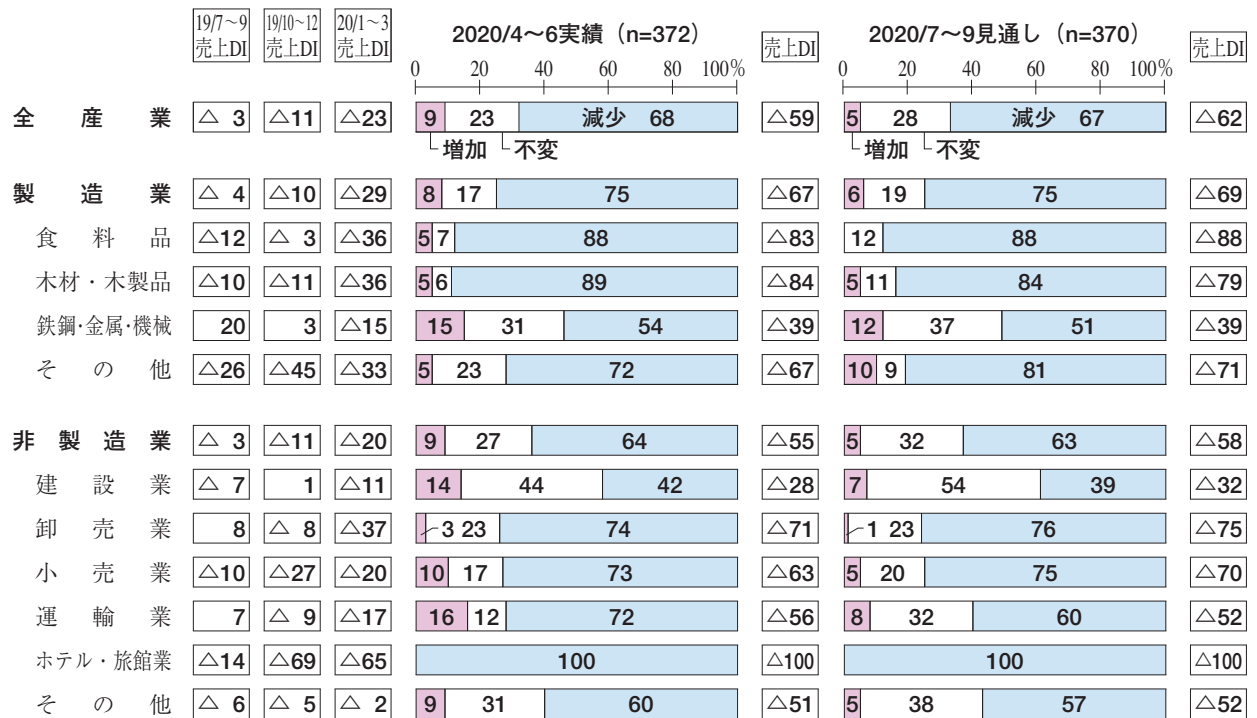 19/7～9 売上DI 19/10～12 売上DI 20/1～3 売上DI 2020/4～6実績（n=372） 売上DI 2020/7～9見通し（n=370） 売上DI
0 20 40 60 80 100% 0 20 40 60 80 100%
全産業 △ 3 △11 △23 9 23 減少 68 △59 5 28 減少 67 △62
増加 不変 増加 不変
製造業 △ 4 △10 △29 8 17 75 △67 6 19 75 △69
食料品 △12 △ 3 △36 5 7 88 △83 12 88 △88
木材・木製品 △10 △11 △36 5 6 89 △84 5 11 84 △79
鉄鋼・金属・機械 20 3 △15 15 31 54 △39 12 37 51 △39
その他 △26 △45 △33 5 23 72 △67 10 9 81 △71
非製造業 △ 3 △11 △20 9 27 64 △55 5 32 63 △58
建設業 △ 7 1 △11 14 44 42 △28 7 54 39 △32
卸売業 8 △ 8 △37 3 23 74 △71 1 23 76 △75
小売業 △10 △27 △20 10 17 73 △63 5 20 75 △70
運輸業 7 △ 9 △17 16 12 72 △56 8 32 60 △52
ホテル・旅館業 △14 △69 △65 100 △100 100 △100
その他 △ 6 △ 5 △ 2 9 31 60 △51 5 38 57 △52